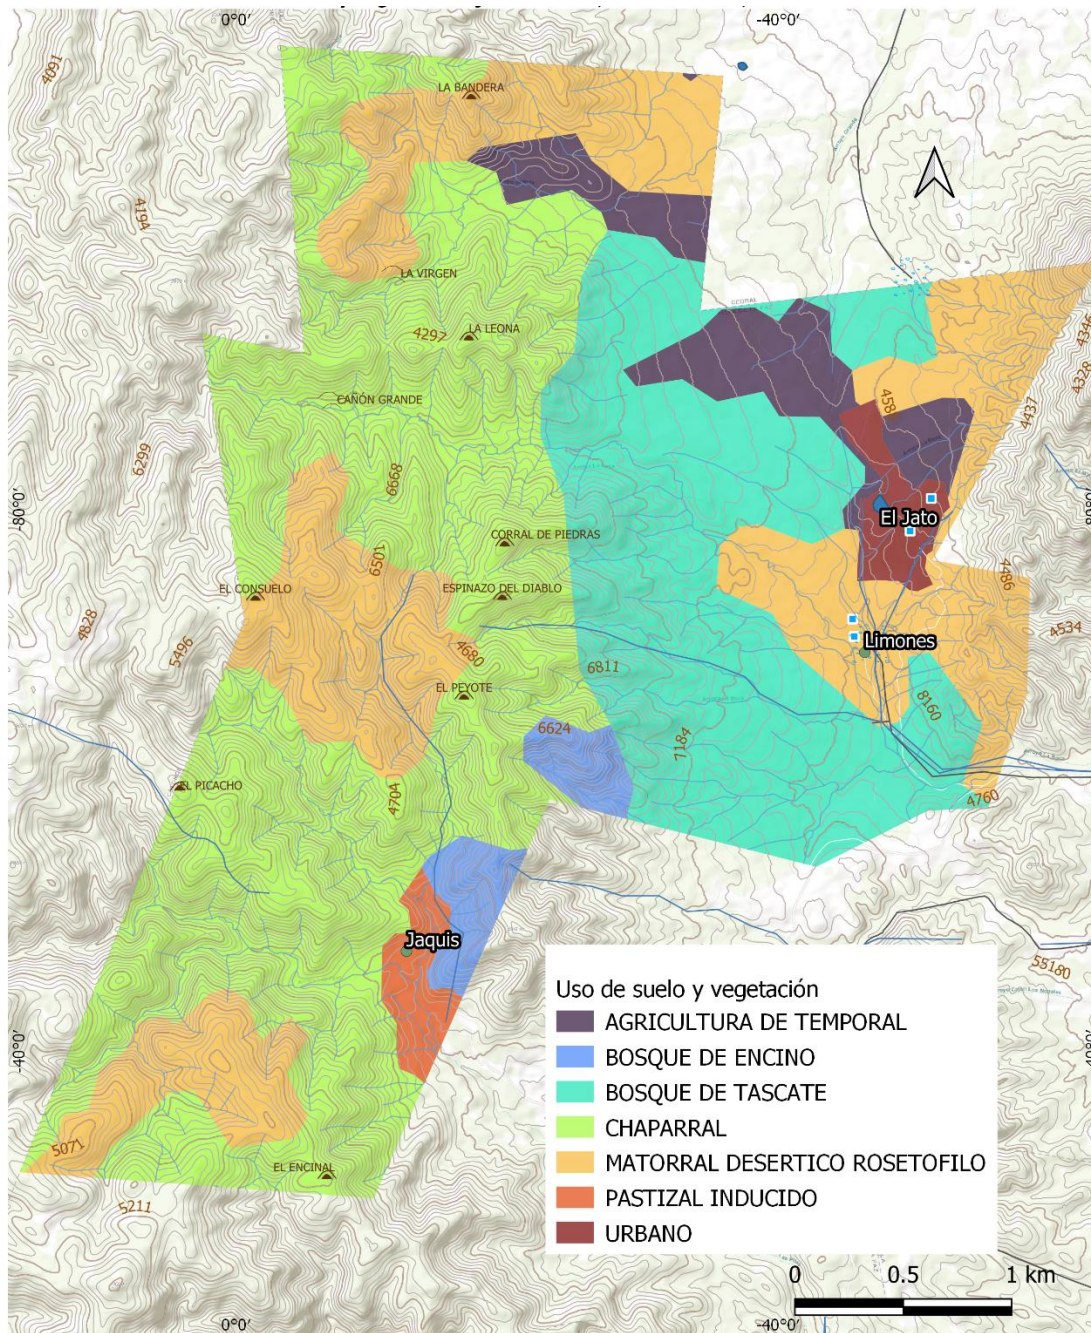 0°0'
-40°0'
4091
LA BANDERA
4194
LA VIRGEN
LA LEONA
4297
4346
4328
CAÑÓN GRANDE
458
4437
6299
6668
-80°0'
El Jato
CORRAL DE PIEDRAS
6501
EL CONSUELO
ESPINAZO DEL DIABLO
4486
4828
5496
4534
4680
Limones
6811
EL PEYOTE
8160
6624
7184
EL PICACHO
4704
4760
Jaquis
55180
-40°0'
Uso de suelo y vegetación
AGRICULTURA DE TEMPORAL
BOSQUE DE ENCINO
BOSQUE DE TASCATE
CHAPARRAL
MATORRAL DESERTICO ROSETOFILO
PASTIZAL INDUCIDO
URBANO
5071
EL ENCINAL
5211
0
0.5
1 km
0°0'
-40°0'